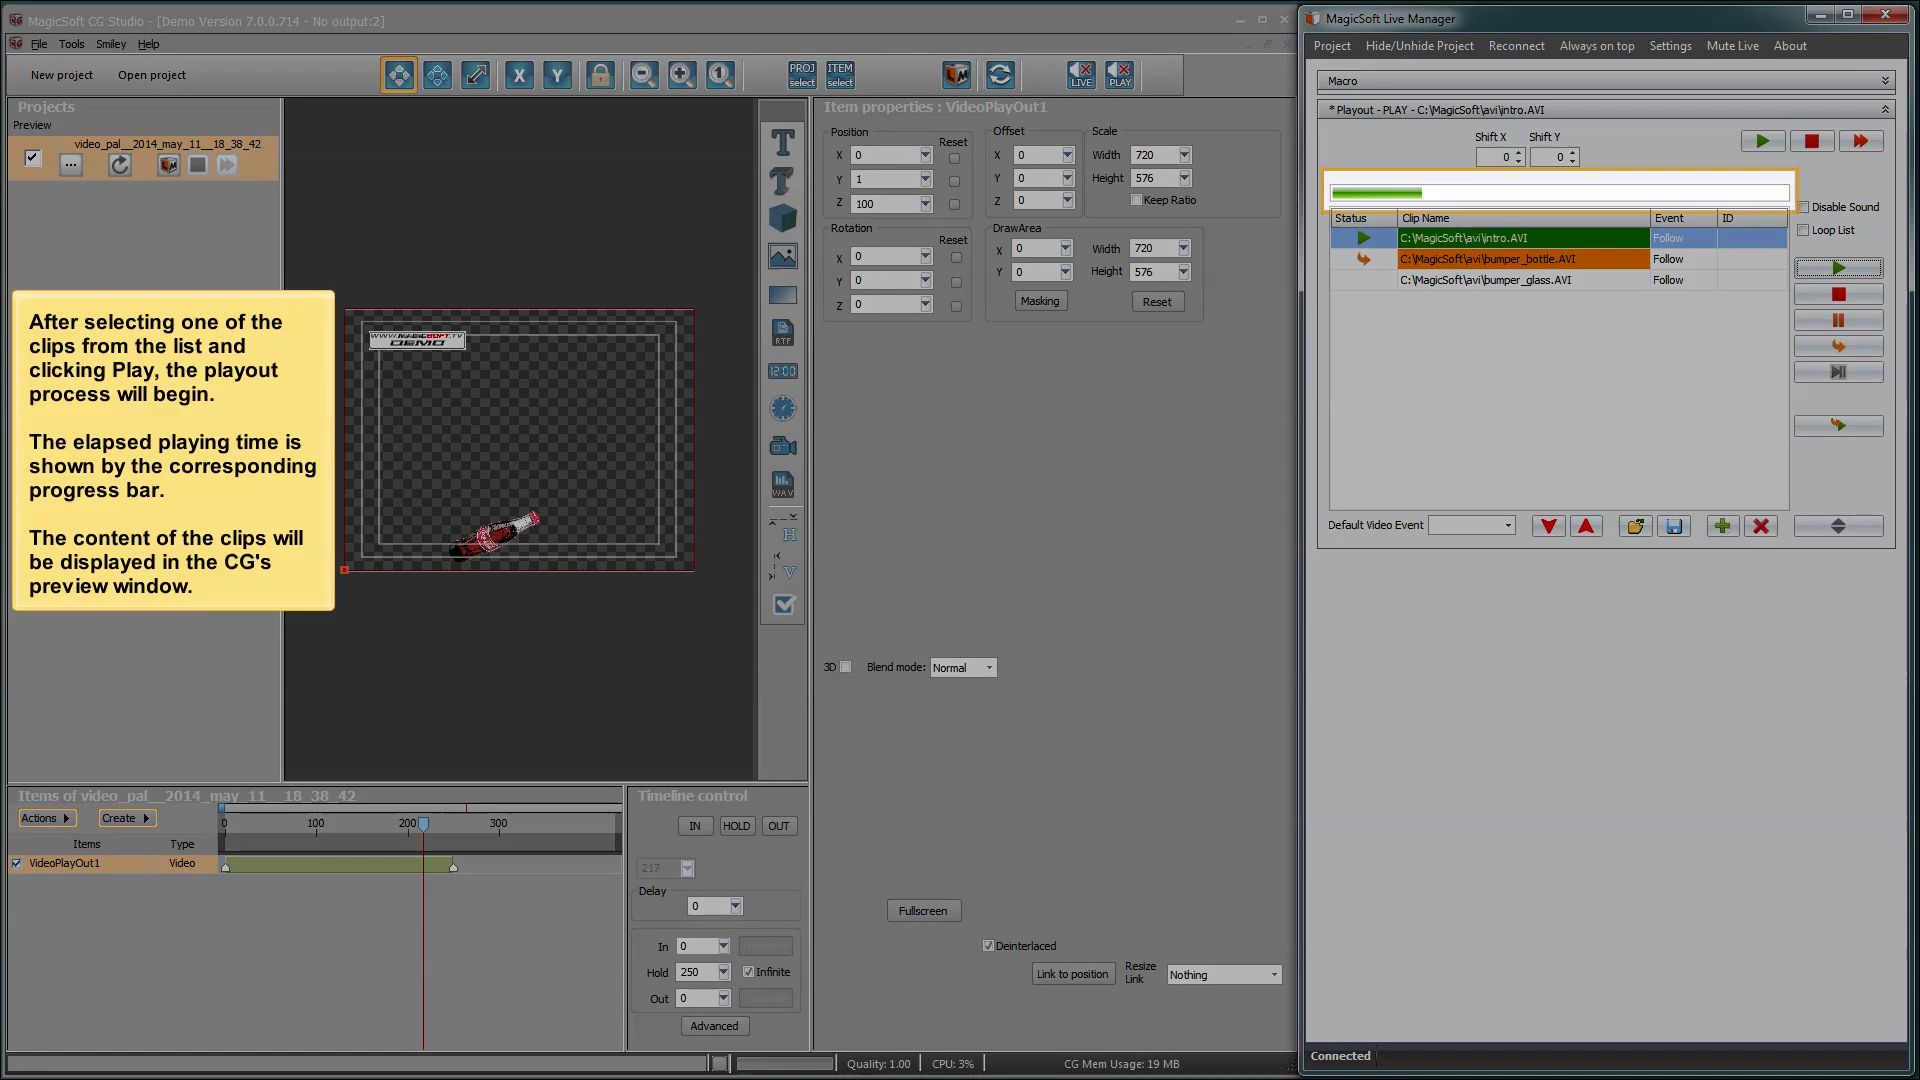 MagicSoft CG Studio - [Demo Version 7.0.0.714 - No output:2]
File Tools Smiley Help
New project Open project
X Y
PROJ select ITEM select
LIVE PLAY
Projects
Preview
video_pal__2014_may_11__18_38_42
...
After selecting one of the
clips from the list and
clicking Play, the playout
process will begin.
The elapsed playing time is
shown by the corresponding
progress bar.
The content of the clips will
be displayed in the CG's
preview window.
WWW.MAGICSOFT.TV
DEMO
T
T
RTF
12:00
WAV
H
V
Item properties : VideoPlayOut1
Position Reset
X 0
Y 1
Z 100
Offset
X 0
Y 0
Z 0
Scale
Width 720
Height 576
Keep Ratio
Rotation Reset
X 0
Y 0
Z 0
DrawArea
X 0 Width 720
Y 0 Height 576
Masking Reset
3D Blend mode: Normal
Fullscreen
Deinterlaced
Link to position Resize Link Nothing
Items of video_pal__2014_may_11__18_38_42
Actions Create
0 100 200 300
Items Type
VideoPlayOut1 Video
Timeline control
IN HOLD OUT
217
Delay
0
In 0
Hold 250 Infinite
Out 0
Advanced
Quality: 1.00 CPU: 3% CG Mem Usage: 19 MB
MagicSoft Live Manager
Project Hide/Unhide Project Reconnect Always on top Settings Mute Live About
Macro
* Playout - PLAY - C:\MagicSoft\avi\intro.AVI
Shift X Shift Y
0 0
Disable Sound
Loop List
Status Clip Name Event ID
C:\MagicSoft\avi\intro.AVI Follow
C:\MagicSoft\avi\bumper_bottle.AVI Follow
C:\MagicSoft\avi\bumper_glass.AVI Follow
Default Video Event
Connected